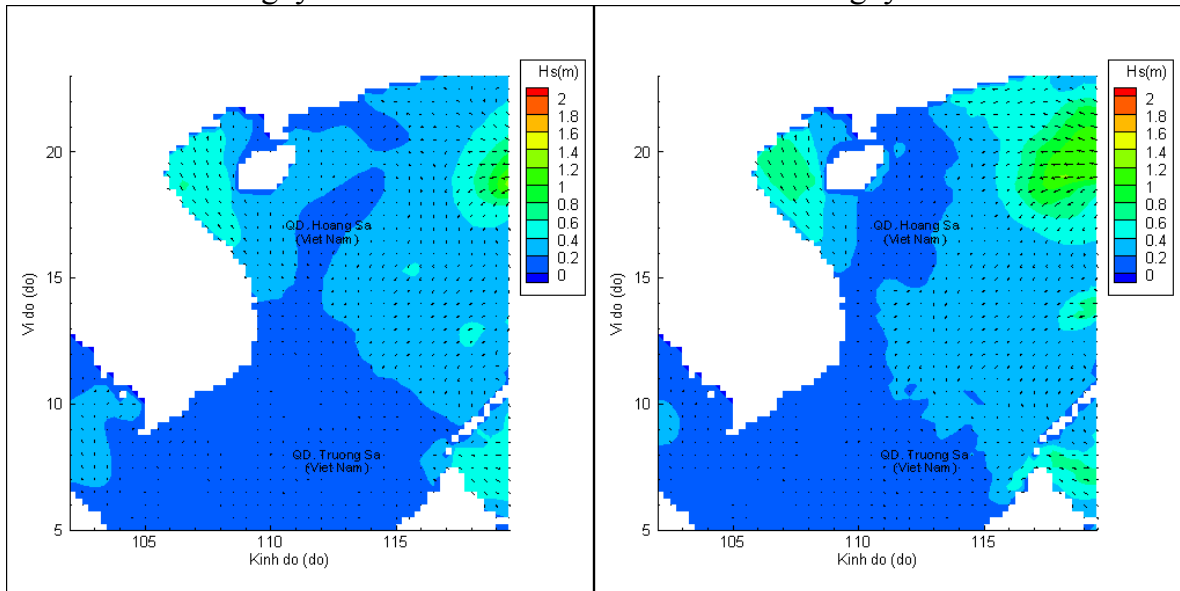 Hs(m)
2
1.8
1.6
1.4
1.2
1
0.8
0.6
0.4
0.2
0
20
15
10
5
Vi do (do)
QD. Hoang Sa
(Viet Nam)
QD. Truong Sa
(Viet Nam)
105
110
115
Kinh do (do)
Hs(m)
2
1.8
1.6
1.4
1.2
1
0.8
0.6
0.4
0.2
0
20
15
10
5
Vi do (do)
QD. Hoang Sa
(Viet Nam)
QD. Truong Sa
(Viet Nam)
105
110
115
Kinh do (do)